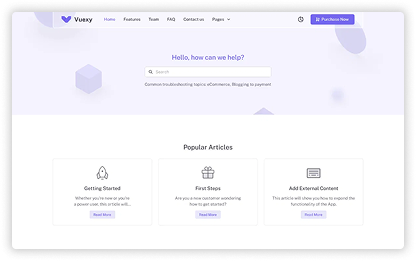 Vuexy
Home Features Team FAQ Contact us Pages
Purchase Now
Hello, how can we help?
Search
Common troubleshooting topics: eCommerce, Blogging to payment
Popular Articles
Getting Started
Whether you're new or you're
a power user, this article will...
Read More
First Steps
Are you a new customer wondering
how to get started?
Read More
Add External Content
This article will show you how to expand the
functionality of the App.
Read More